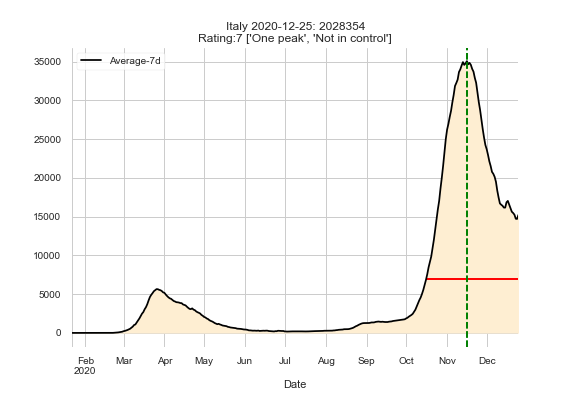 Italy 2020-12-25: 2028354
Rating:7 ['One peak', 'Not in control']
Average-7d
35000
30000
25000
20000
15000
10000
5000
0
Feb Mar Apr May Jun Jul Aug Sep Oct Nov Dec
2020
Date